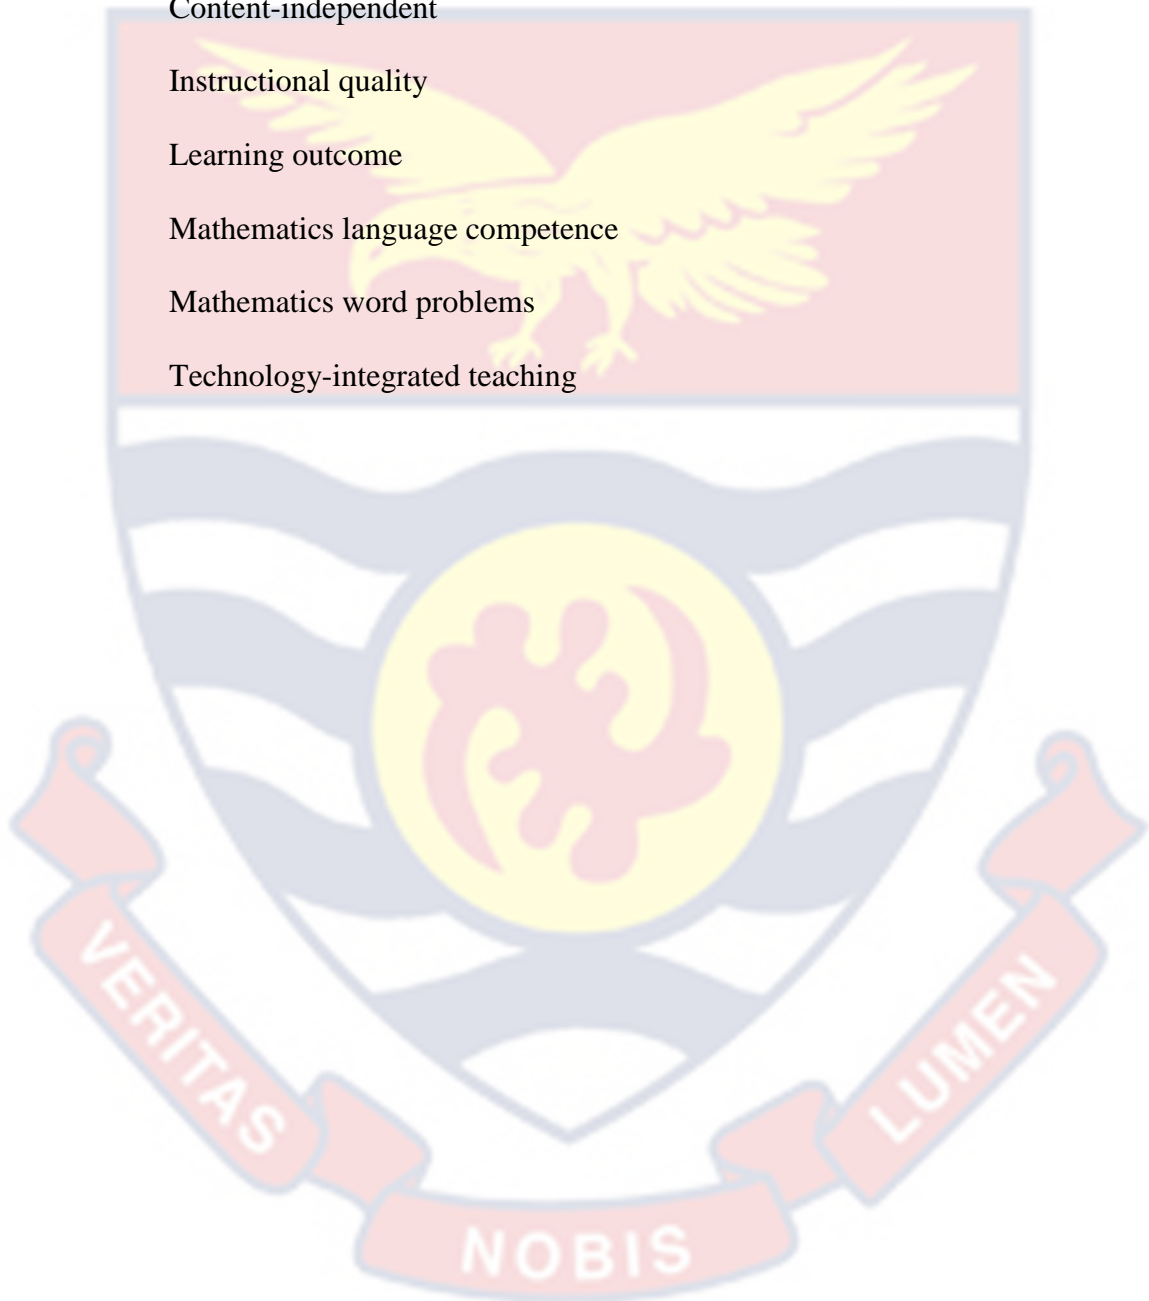 Content-independent
Instructional quality
Learning outcome
Mathematics language competence
Mathematics word problems
Technology-integrated teaching
VERITAS
NOBIS
LUMEN